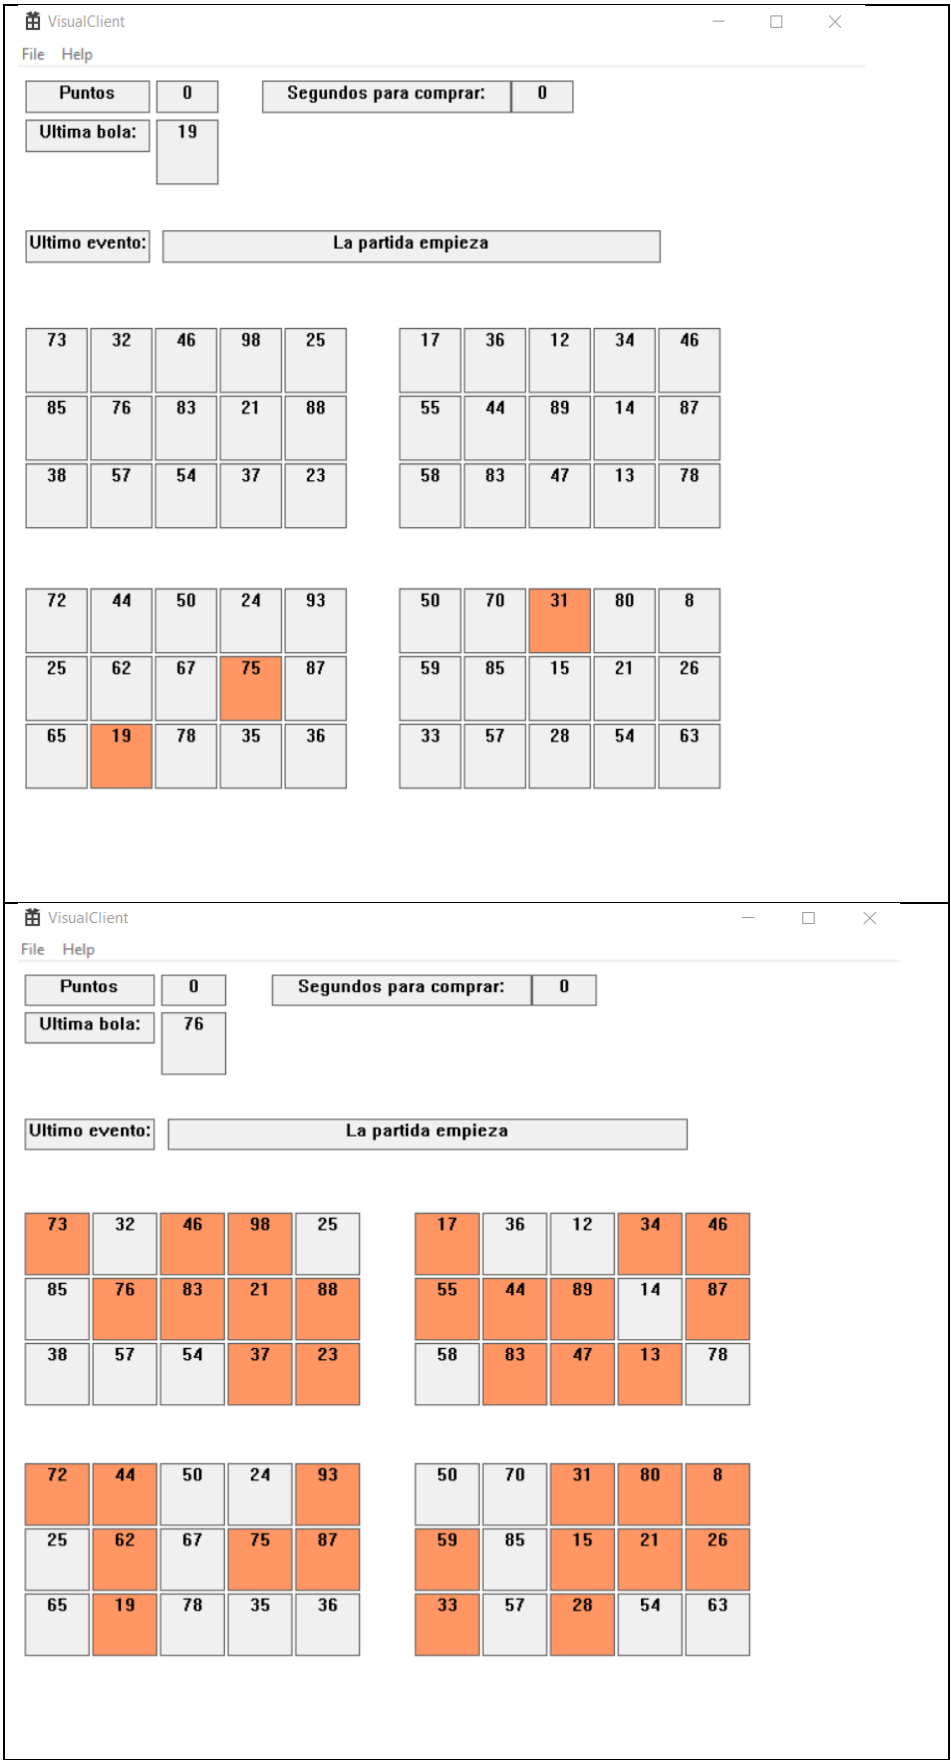 VisualClient
File Help
Puntos 0 Segundos para comprar: 0
Ultima bola: 19
Ultimo evento: La partida empieza
73 32 46 98 25 17 36 12 34 46
85 76 83 21 88 55 44 89 14 87
38 57 54 37 23 58 83 47 13 78
72 44 50 24 93 50 70 31 80 8
25 62 67 75 87 59 85 15 21 26
65 19 78 35 36 33 57 28 54 63
VisualClient
File Help
Puntos 0 Segundos para comprar: 0
Ultima bola: 76
Ultimo evento: La partida empieza
73 32 46 98 25 17 36 12 34 46
85 76 83 21 88 55 44 89 14 87
38 57 54 37 23 58 83 47 13 78
72 44 50 24 93 50 70 31 80 8
25 62 67 75 87 59 85 15 21 26
65 19 78 35 36 33 57 28 54 63